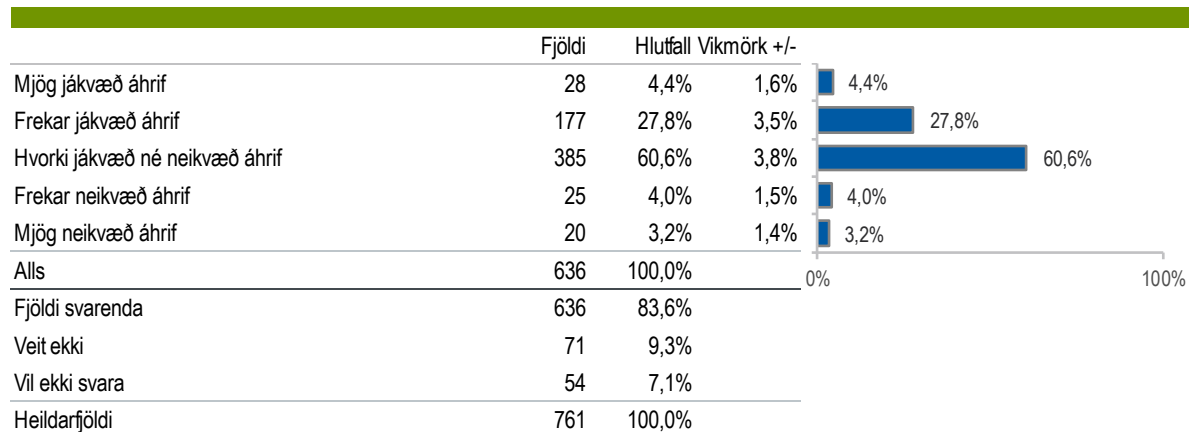 Fjöldi Hlutfall Vikmörk +/-
Mjög jákvæð áhrif 28 4,4% 1,6% 4,4%
Frekar jákvæð áhrif 177 27,8% 3,5% 27,8%
Hvorki jákvæð né neikvæð áhrif 385 60,6% 3,8% 60,6%
Frekar neikvæð áhrif 25 4,0% 1,5% 4,0%
Mjög neikvæð áhrif 20 3,2% 1,4% 3,2%
Alls 636 100,0% 0% 100%
Fjöldi svarenda 636 83,6%
Veit ekki 71 9,3%
Vil ekki svara 54 7,1%
Heildarfjöldi 761 100,0%